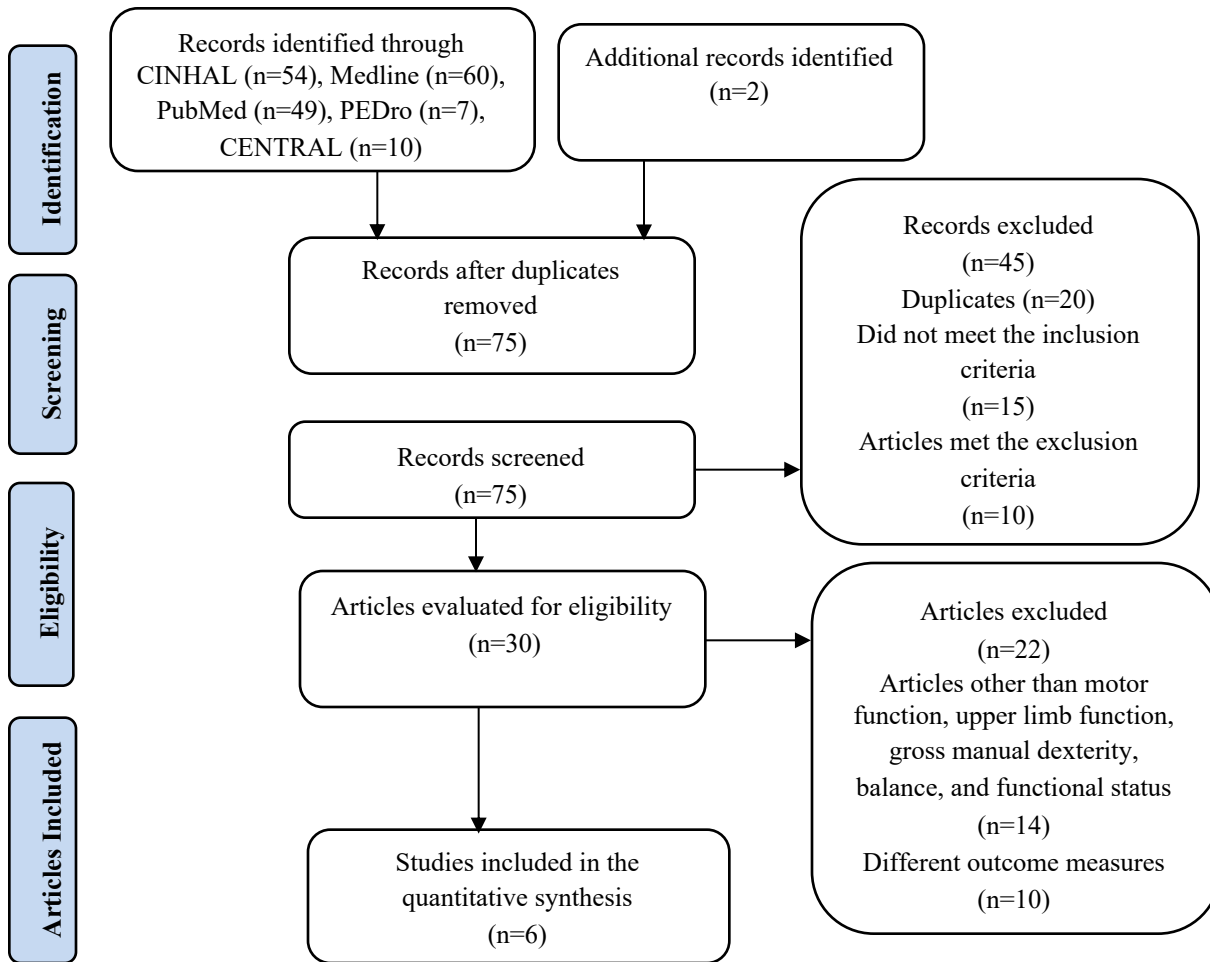 Identification
Records identified through
CINHAL (n=54), Medline (n=60),
PubMed (n=49), PEDro (n=7),
CENTRAL (n=10)
Additional records identified
(n=2)
Records after duplicates
removed
(n=75)
Screening
Records screened
(n=75)
Records excluded
(n=45)
Duplicates (n=20)
Did not meet the inclusion
criteria
(n=15)
Articles met the exclusion
criteria
(n=10)
Eligibility
Articles evaluated for eligibility
(n=30)
Articles excluded
(n=22)
Articles other than motor
function, upper limb function,
gross manual dexterity,
balance, and functional status
(n=14)
Different outcome measures
(n=10)
Articles Included
Studies included in the
quantitative synthesis
(n=6)